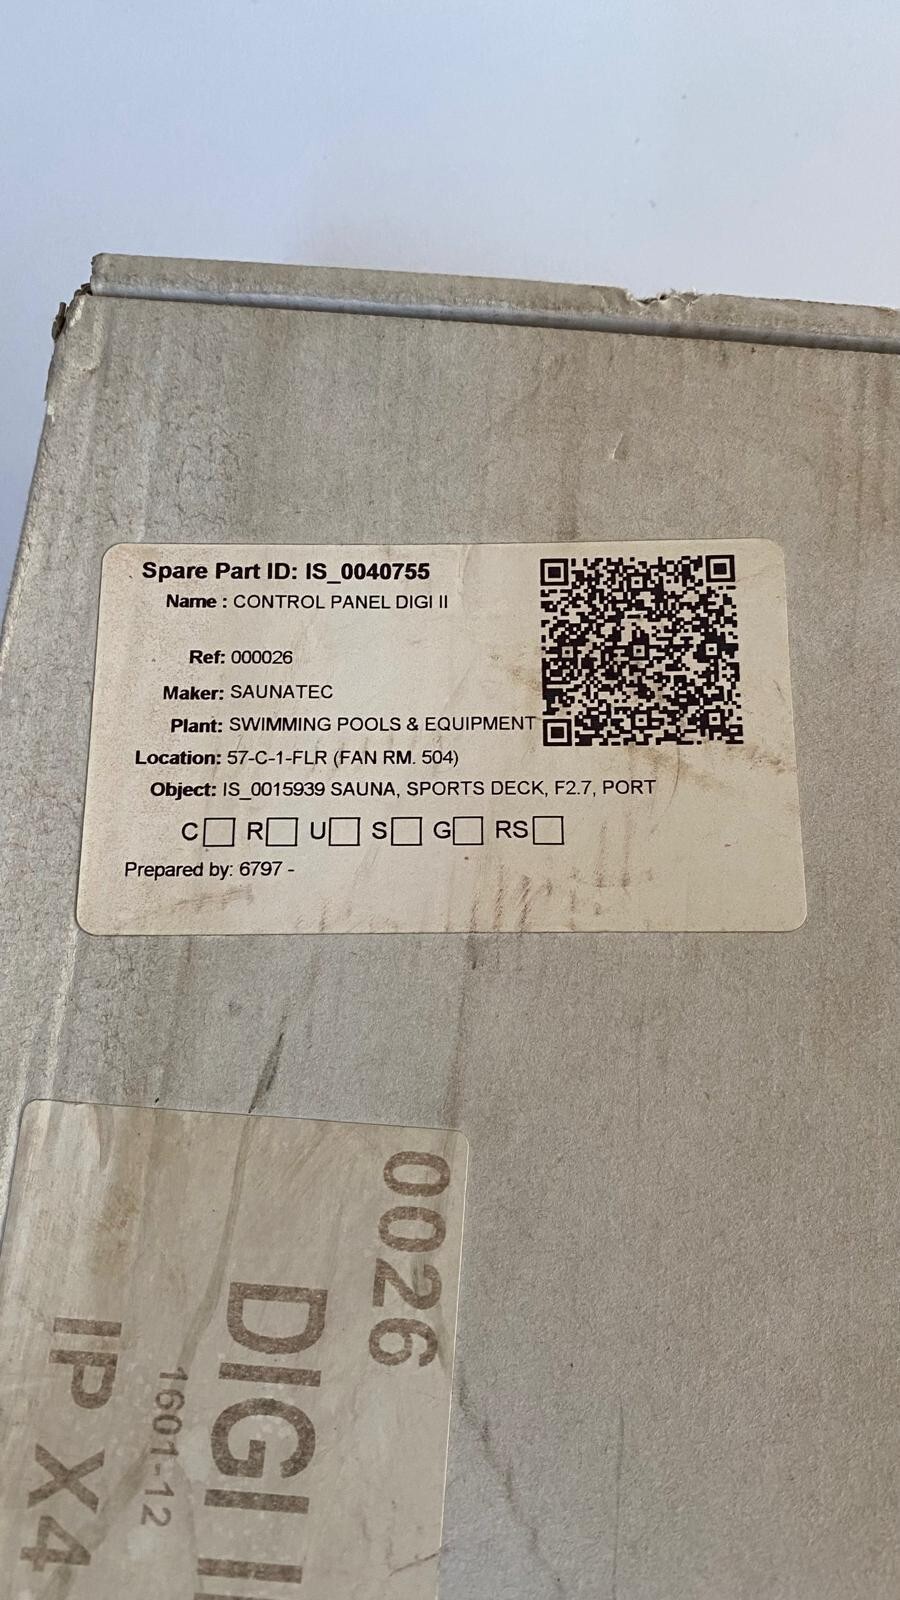 Spare Part ID: IS_0040755
Name : CONTROL PANEL DIGI II
Ref: 000026
Maker: SAUNATEC
Plant: SWIMMING POOLS & EQUIPMENT
Location: 57-C-1-FLR (FAN RM. 504)
Object: IS_0015939 SAUNA, SPORTS DECK, F2.7, PORT
C R U S G RS
Prepared by: 6797 -
0026
DIGI II
1601-12
IP X4